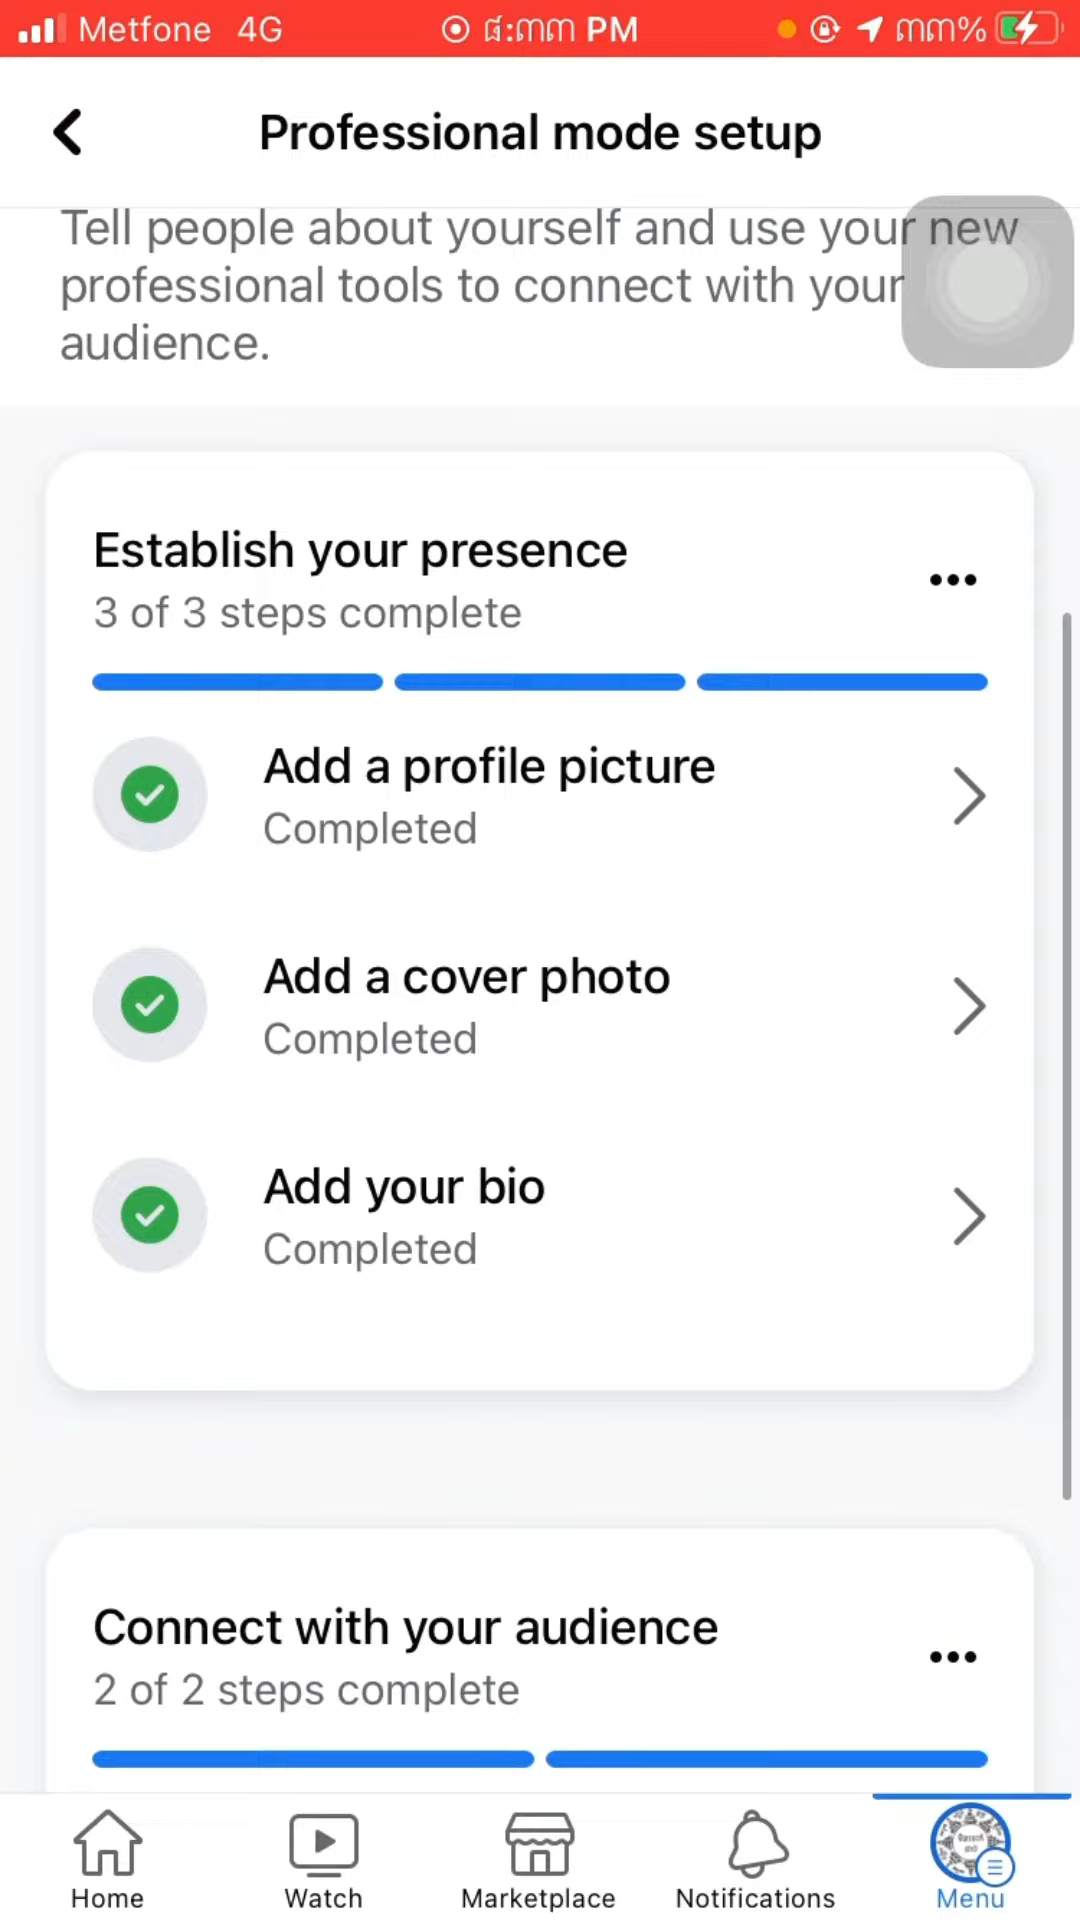 Metfone 4G ៨:៣៣ PM ៣៣%
Professional mode setup
Tell people about yourself and use your new
professional tools to connect with your
audience.
Establish your presence
3 of 3 steps complete
Add a profile picture
Completed
Add a cover photo
Completed
Add your bio
Completed
Connect with your audience
2 of 2 steps complete
Home Watch Marketplace Notifications Menu